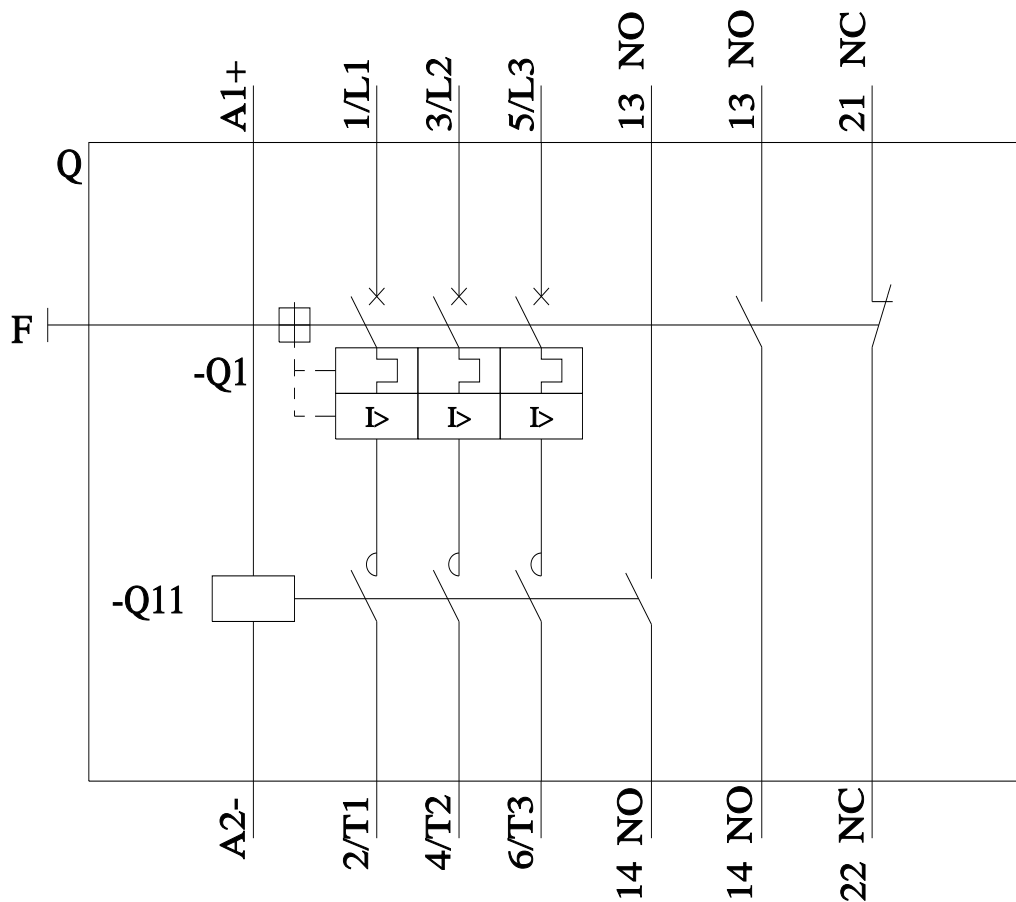 A1+
1/L1
3/L2
5/L3
13 NO
13 NO
21 NC
Q
F
-Q1
I>
I>
I>
-Q11
A2-
2/T1
4/T2
6/T3
14 NO
14 NO
22 NC